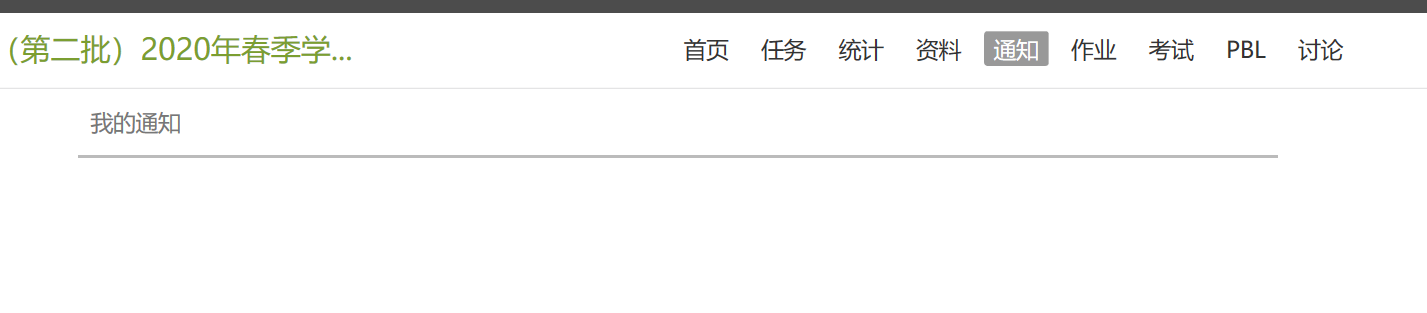 （第二批）2020年春季学...
首页 任务 统计 资料 通知 作业 考试 PBL 讨论
我的通知